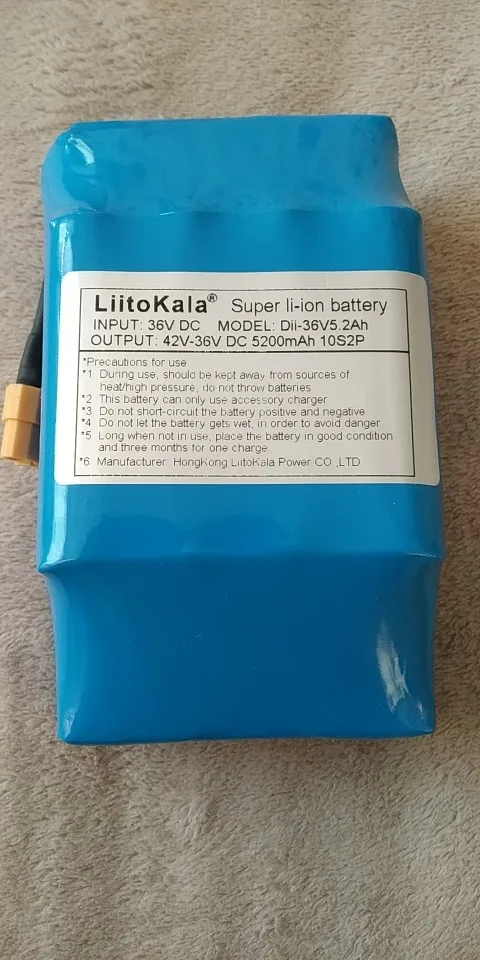 LiitoKala® Super li-ion battery
INPUT: 36V DC MODEL: Dii-36V5.2Ah
OUTPUT: 42V-36V DC 5200mAh 10S2P
*Precautions for use
*1 During use, should be kept away from sources of
heat/high pressure, do not throw batteries
*2 This battery can only use accessory charger
*3 Do not short-circuit the battery positive and negative
*4 Do not let the battery gets wet, in order to avoid danger
*5 Long when not in use, place the battery in good condition
and three months for one charge.
*6 Manufacturer HongKong LiitoKala Power CO.,LTD